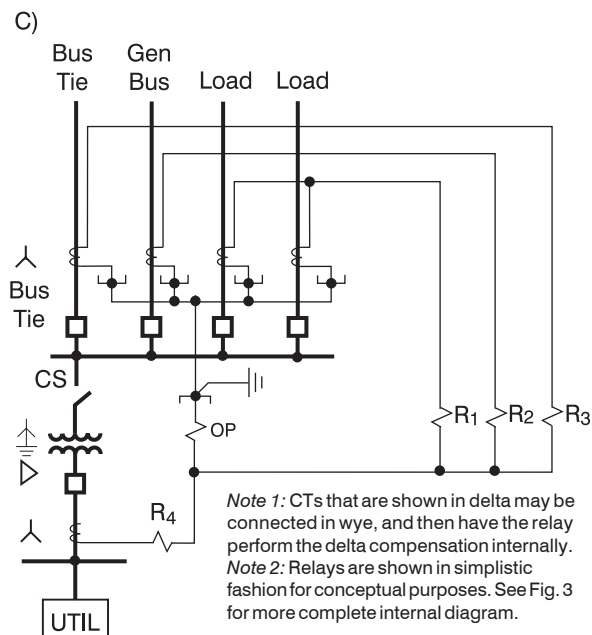 C)
Bus Tie
Gen Bus
Load
Load
Bus Tie
CS
OP
R1
R2
R3
R4
Note 1: CTs that are shown in delta may be
connected in wye, and then have the relay
perform the delta compensation internally.
Note 2: Relays are shown in simplistic
fashion for conceptual purposes. See Fig. 3
for more complete internal diagram.
UTIL